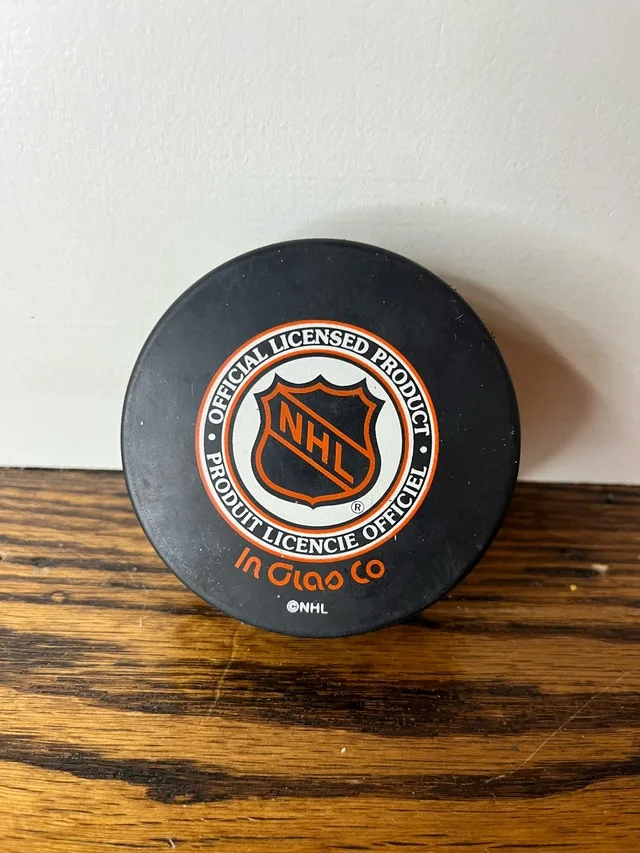 • OFFICIAL LICENSED PRODUCT •
NHL
®
PRODUIT LICENCIE OFFICIEL
In Glas Co
©NHL